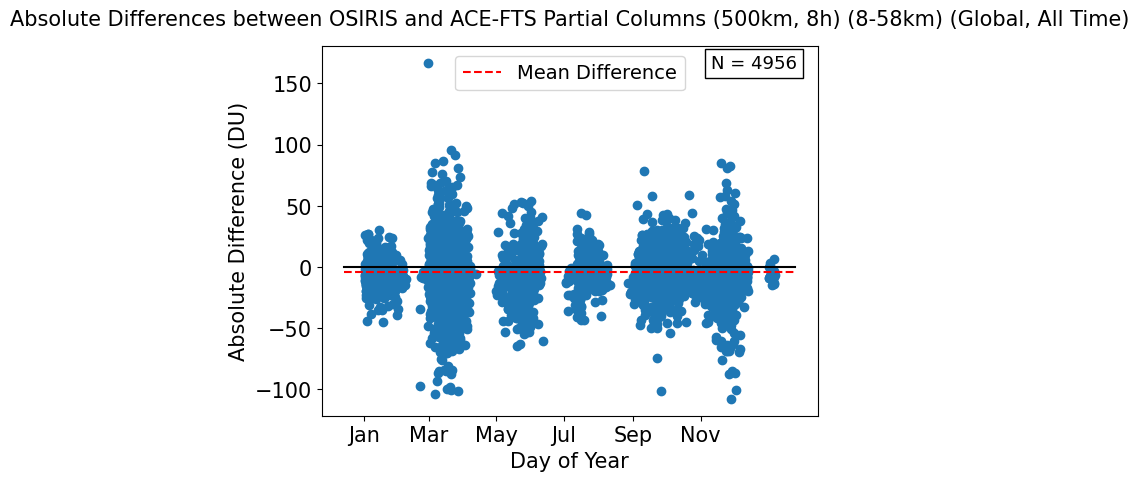 Absolute Differences between OSIRIS and ACE-FTS Partial Columns (500km, 8h) (8-58km) (Global, All Time)
Mean Difference
N = 4956
Absolute Difference (DU)
150
100
50
0
−50
−100
Jan Mar May Jul Sep Nov
Day of Year